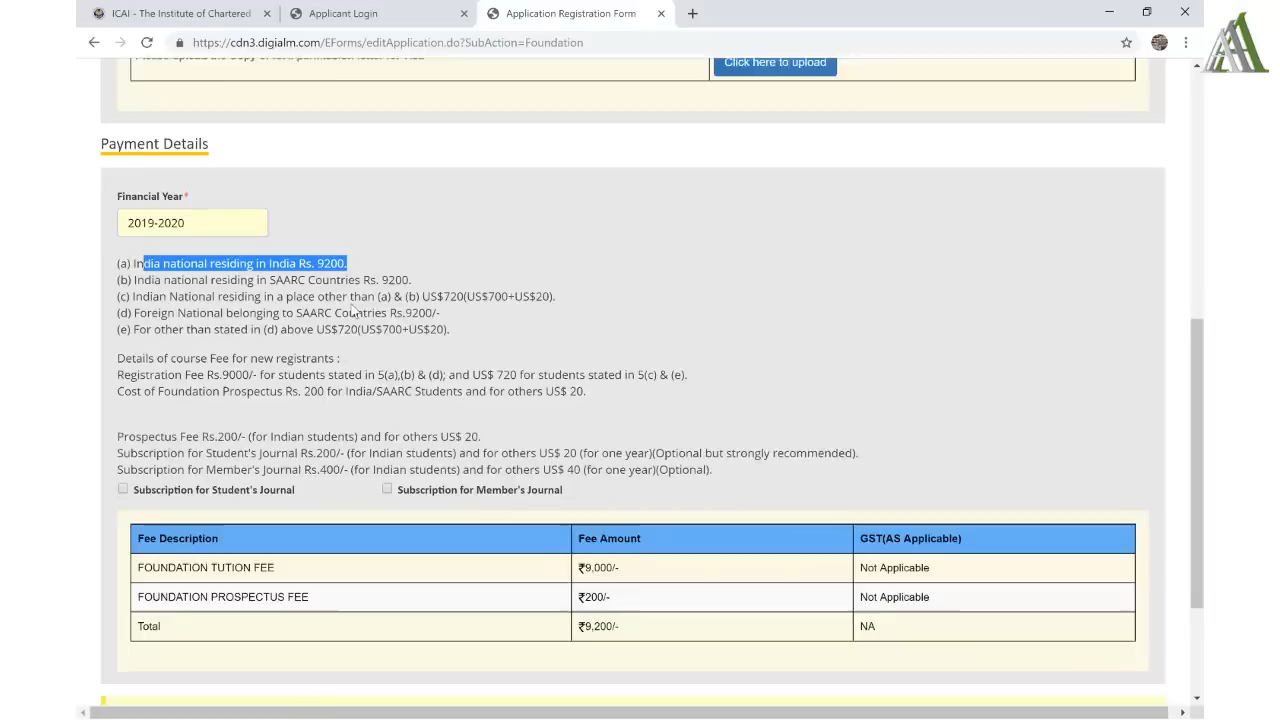 ICAI - The Institute of Chartered
Applicant Login
Application Registration Form
https://cdn3.digialm.com/EForms/editApplication.do?SubAction=Foundation
Click here to upload
Payment Details
Financial Year*
2019-2020
(a) India national residing in India Rs. 9200.
(b) India national residing in SAARC Countries Rs. 9200.
(c) Indian National residing in a place other than (a) & (b) US$720(US$700+US$20).
(d) Foreign National belonging to SAARC Countries Rs.9200/-
(e) For other than stated in (d) above US$720(US$700+US$20).
Details of course Fee for new registrants :
Registration Fee Rs.9000/- for students stated in 5(a),(b) & (d); and US$ 720 for students stated in 5(c) & (e).
Cost of Foundation Prospectus Rs. 200 for India/SAARC Students and for others US$ 20.
Prospectus Fee Rs.200/- (for Indian students) and for others US$ 20.
Subscription for Student's Journal Rs.200/- (for Indian students) and for others US$ 20 (for one year)(Optional but strongly recommended).
Subscription for Member's Journal Rs.400/- (for Indian students) and for others US$ 40 (for one year)(Optional).
Subscription for Student's Journal Subscription for Member's Journal
Fee Description Fee Amount GST(AS Applicable)
FOUNDATION TUTION FEE ₹9,000/- Not Applicable
FOUNDATION PROSPECTUS FEE ₹200/- Not Applicable
Total ₹9,200/- NA